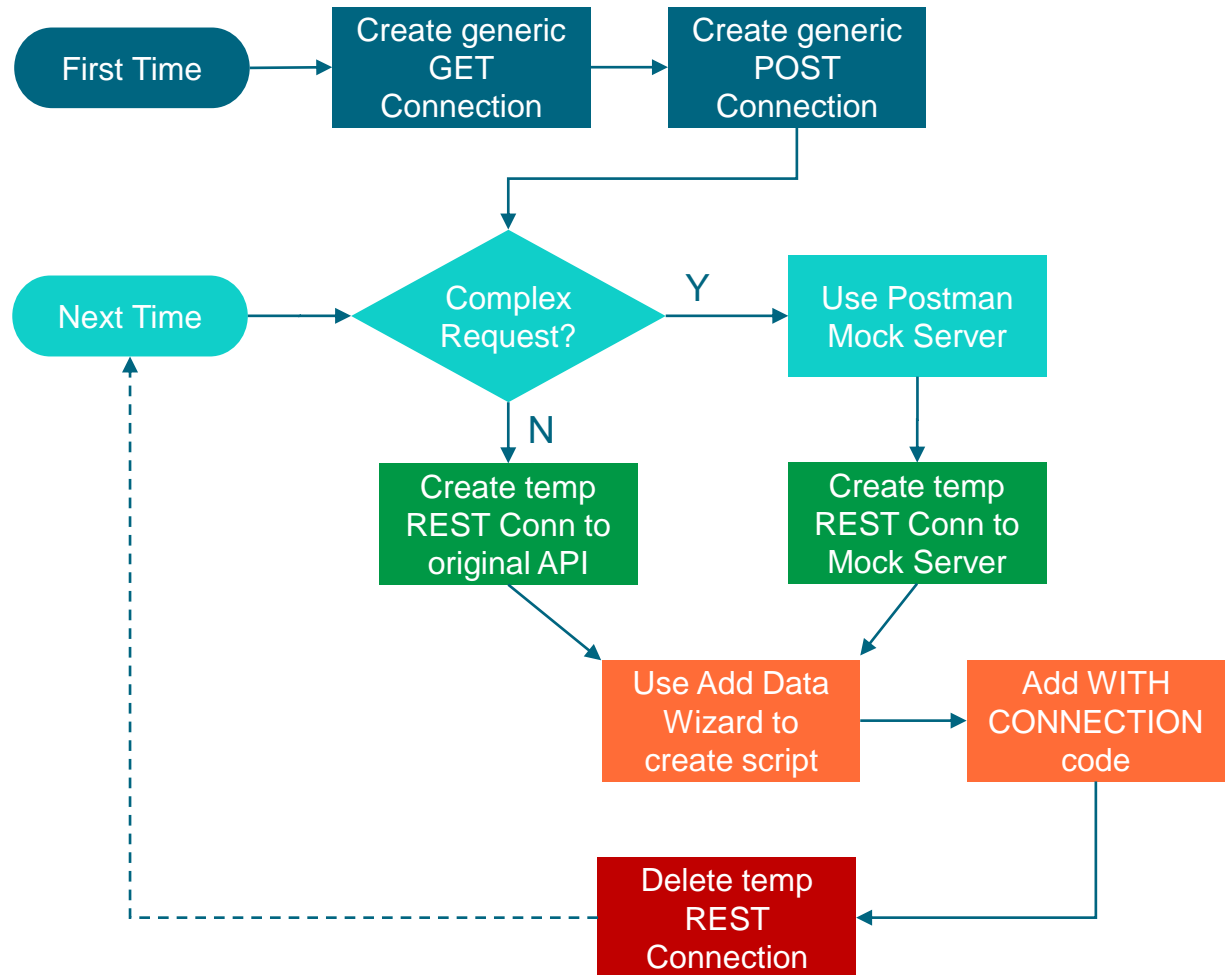 First Time
Create generic
GET
Connection
Create generic
POST
Connection
Next Time
Complex
Request?
Y
Use Postman
Mock Server
N
Create temp
REST Conn to
original API
Create temp
REST Conn to
Mock Server
Use Add Data
Wizard to
create script
Add WITH
CONNECTION
code
Delete temp
REST
Connection